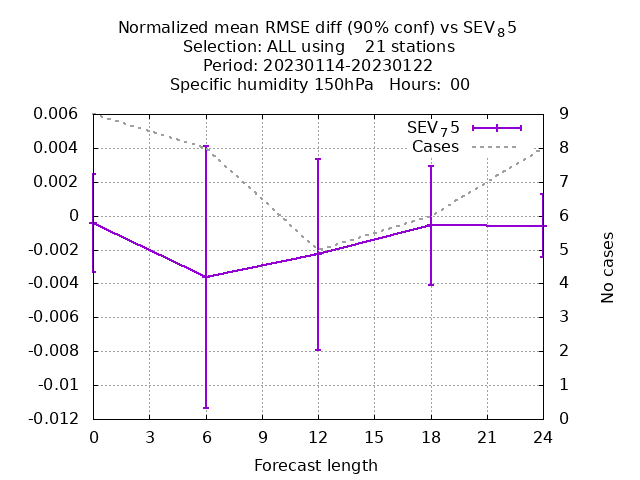 Normalized mean RMSE diff (90% conf) vs SEV₈5
Selection: ALL using 21 stations
Period: 20230114-20230122
Specific humidity 150hPa Hours: 00
SEV₇5
Cases
0.006
0.004
0.002
0
-0.002
-0.004
-0.006
-0.008
-0.01
-0.012
9
8
7
6
5
4
3
2
1
0
No cases
0 3 6 9 12 15 18 21 24
Forecast length